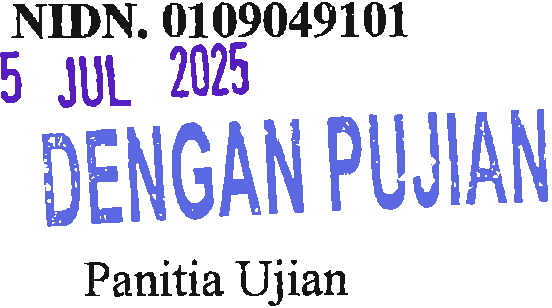 NIDN. 0109049101
5 JUL 2025
DENGAN PUJIAN
Panitia Ujian